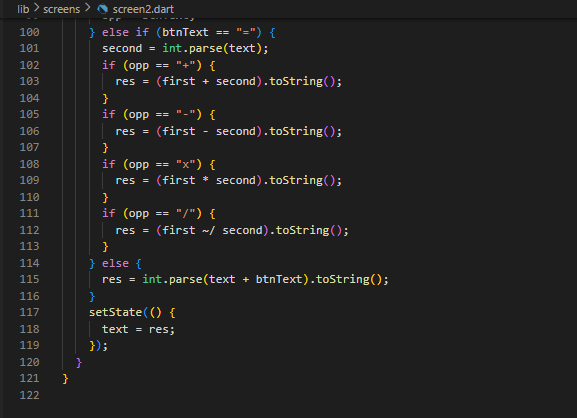 lib > screens > screen2.dart
100 } else if (btnText == "=") {
101 second = int.parse(text);
102 if (opp == "+") {
103 res = (first + second).toString();
104 }
105 if (opp == "-") {
106 res = (first - second).toString();
107 }
108 if (opp == "x") {
109 res = (first * second).toString();
110 }
111 if (opp == "/") {
112 res = (first ~/ second).toString();
113 }
114 } else {
115 res = int.parse(text + btnText).toString();
116 }
117 setState(() {
118 text = res;
119 });
120 }
121 }
122